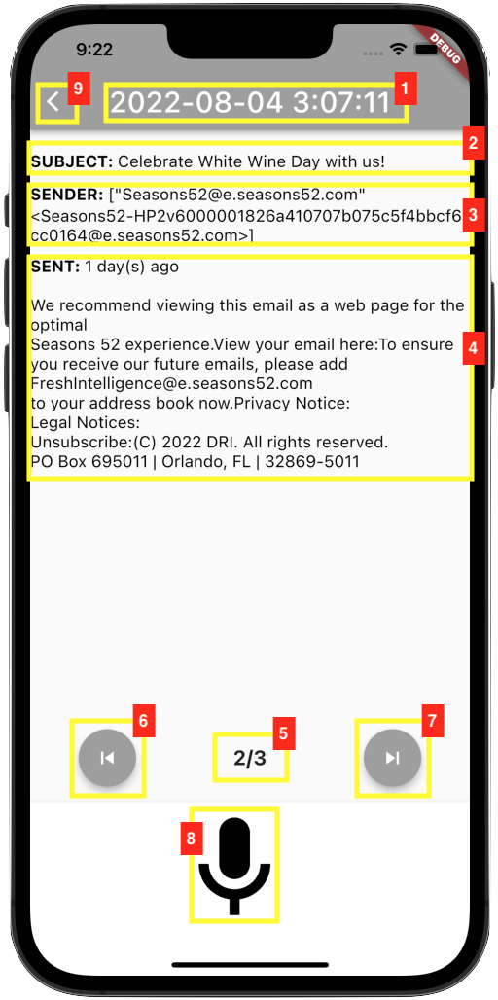 9:22
DEBUG
9
2022-08-04 3:07:11
1
2
SUBJECT: Celebrate White Wine Day with us!
SENDER: ["Seasons52@e.seasons52.com"
<Seasons52-HP2v6000001826a410707b075c5f4bbcf6
3
cc0164@e.seasons52.com>]
SENT: 1 day(s) ago
We recommend viewing this email as a web page for the
optimal
Seasons 52 experience.View your email here:To ensure
4
you receive our future emails, please add
FreshIntelligence@e.seasons52.com
to your address book now.Privacy Notice:
Legal Notices:
Unsubscribe:(C) 2022 DRI. All rights reserved.
PO Box 695011 | Orlando, FL | 32869-5011
6
5
7
2/3
8